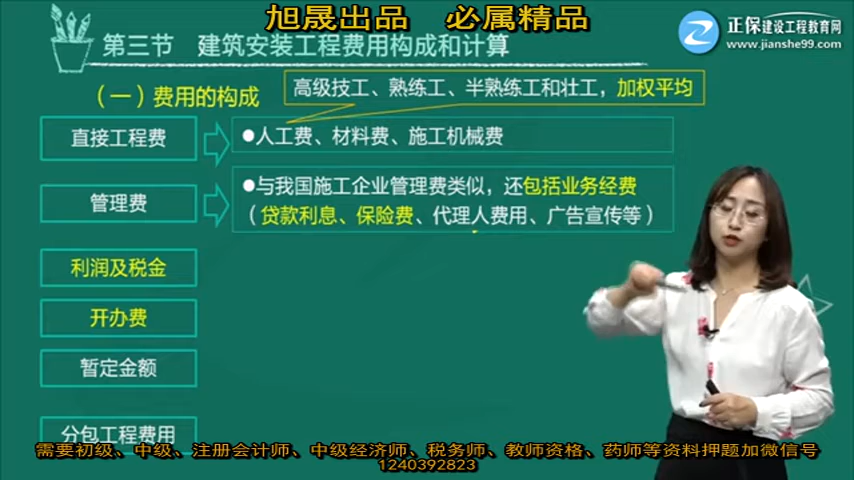 旭晟出品 必属精品
正保建设工程教育网
www.jianshe99.com
第三节 建筑安装工程费用构成和计算
(一)费用的构成
高级技工、熟练工、半熟练工和壮工,加权平均
直接工程费
●人工费、材料费、施工机械费
管理费
●与我国施工企业管理费类似,还包括业务经费
(贷款利息、保险费、代理人费用、广告宣传等)
利润及税金
开办费
暂定金额
分包工程费用
需要初级、中级、注册会计师、中级经济师、税务师、教师资格、药师等资料押题加微信号
1240392823